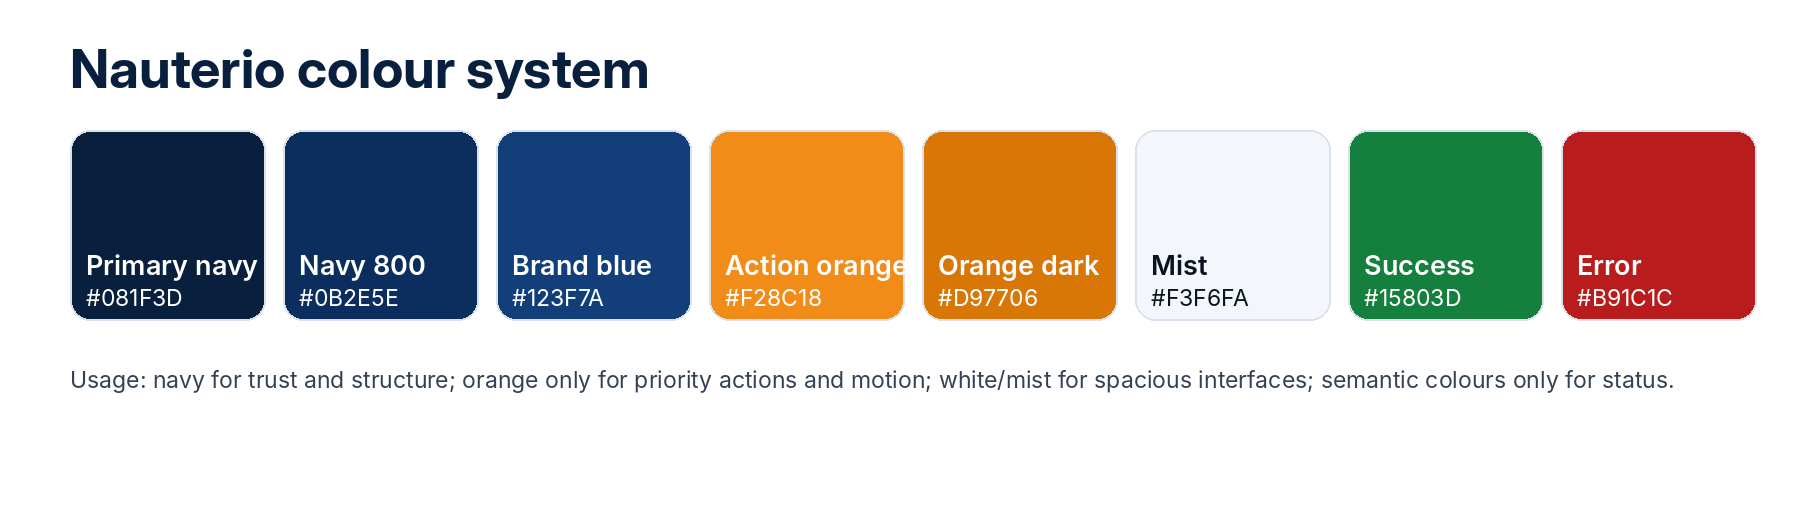 Nauterio colour system
Primary navy
#081F3D
Navy 800
#0B2E5E
Brand blue
#123F7A
Action orange
#F28C18
Orange dark
#D97706
Mist
#F3F6FA
Success
#15803D
Error
#B91C1C
Usage: navy for trust and structure; orange only for priority actions and motion; white/mist for spacious interfaces; semantic colours only for status.